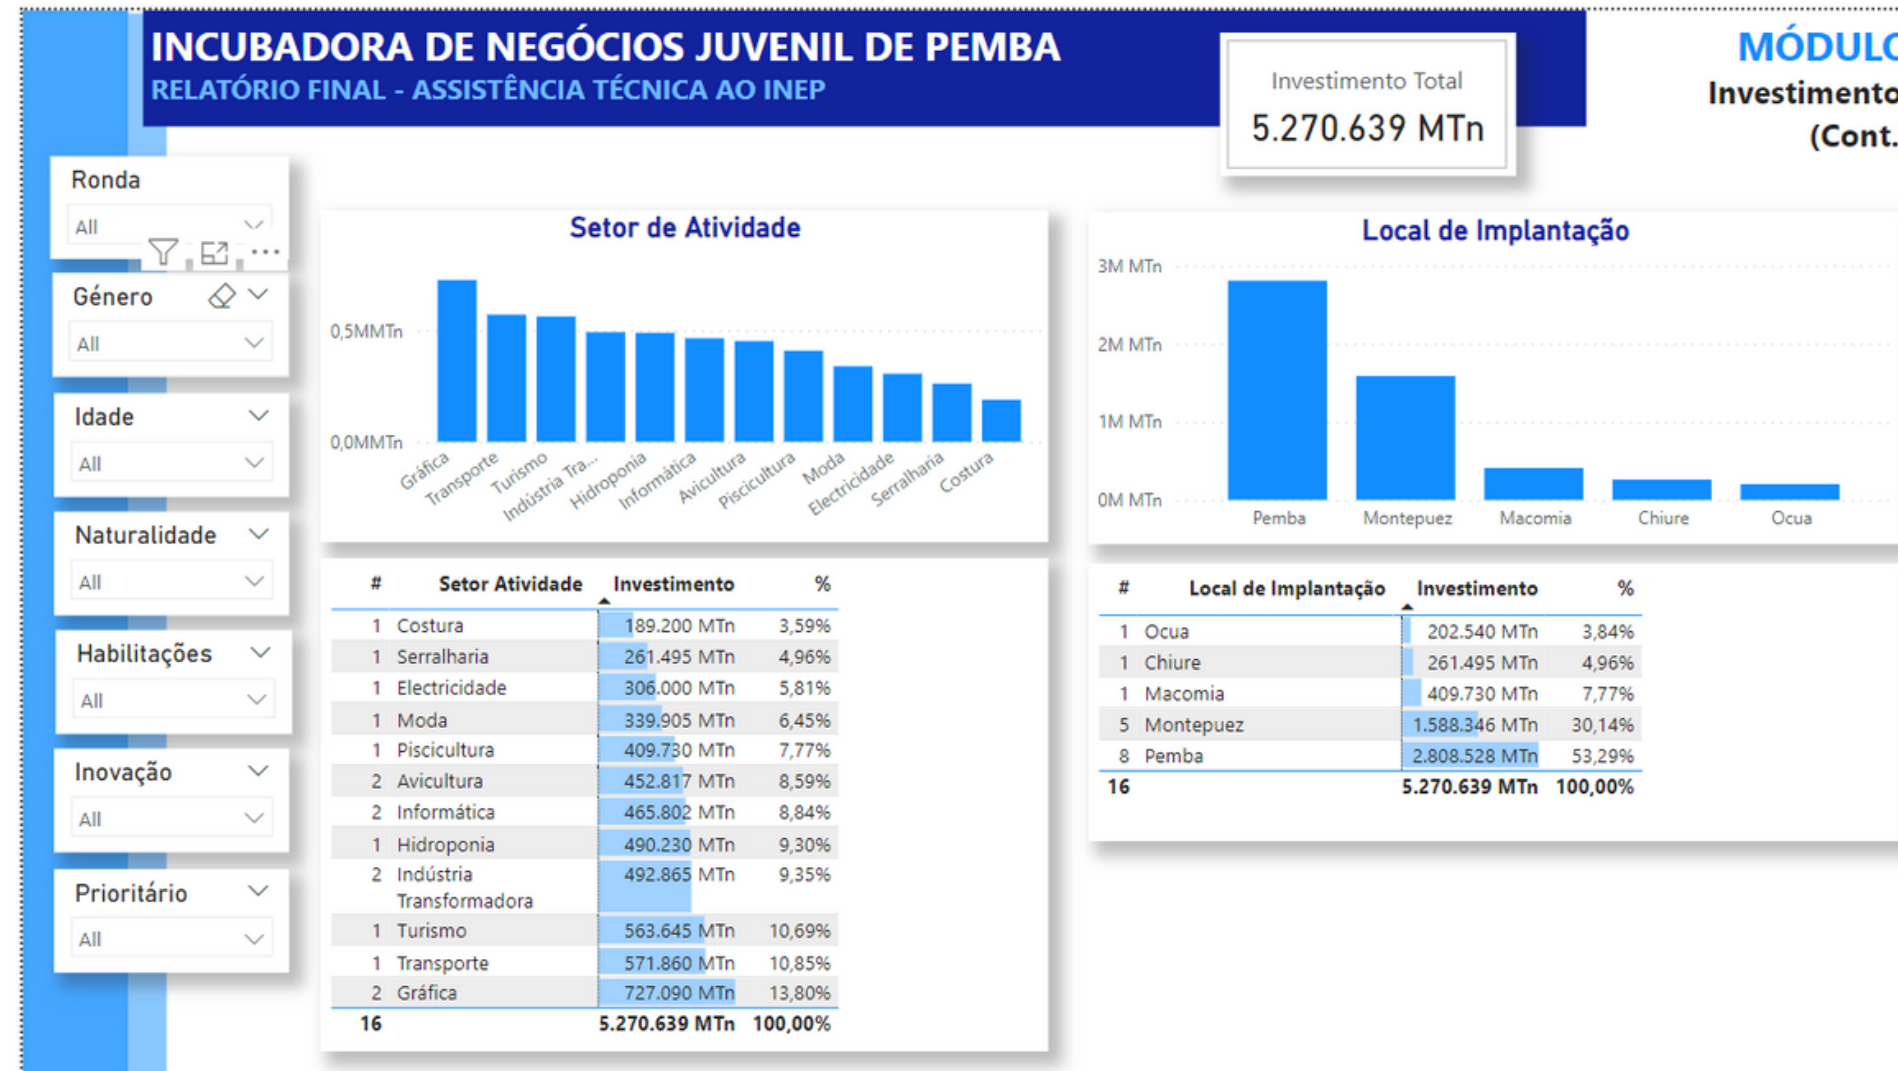 INCUBADORA DE NEGÓCIOS JUVENIL DE PEMBA
RELATÓRIO FINAL - ASSISTÊNCIA TÉCNICA AO INEP
Investimento Total
5.270.639 MTn
MÓDULO
Investimento
(Cont.
Ronda
All
Género
All
Idade
All
Naturalidade
All
Habilitações
All
Inovação
All
Prioritário
All
Setor de Atividade
0,5MMTn
0,0MMTn
Gráfica
Transporte
Turismo
Indústria Tra...
Hidroponia
Informática
Avicultura
Piscicultura
Moda
Electricidade
Serralharia
Costura
Local de Implantação
3M MTn
2M MTn
1M MTn
0M MTn
Pemba Montepuez Macomia Chiure Ocua
# Setor Atividade Investimento %
1 Costura 189.200 MTn 3,59%
1 Serralharia 261.495 MTn 4,96%
1 Electricidade 306.000 MTn 5,81%
1 Moda 339.905 MTn 6,45%
1 Piscicultura 409.730 MTn 7,77%
2 Avicultura 452.817 MTn 8,59%
2 Informática 465.802 MTn 8,84%
1 Hidroponia 490.230 MTn 9,30%
2 Indústria 492.865 MTn 9,35%
Transformadora
1 Turismo 563.645 MTn 10,69%
1 Transporte 571.860 MTn 10,85%
2 Gráfica 727.090 MTn 13,80%
16 5.270.639 MTn 100,00%
# Local de Implantação Investimento %
1 Ocua 202.540 MTn 3,84%
1 Chiure 261.495 MTn 4,96%
1 Macomia 409.730 MTn 7,77%
5 Montepuez 1.588.346 MTn 30,14%
8 Pemba 2.808.528 MTn 53,29%
16 5.270.639 MTn 100,00%